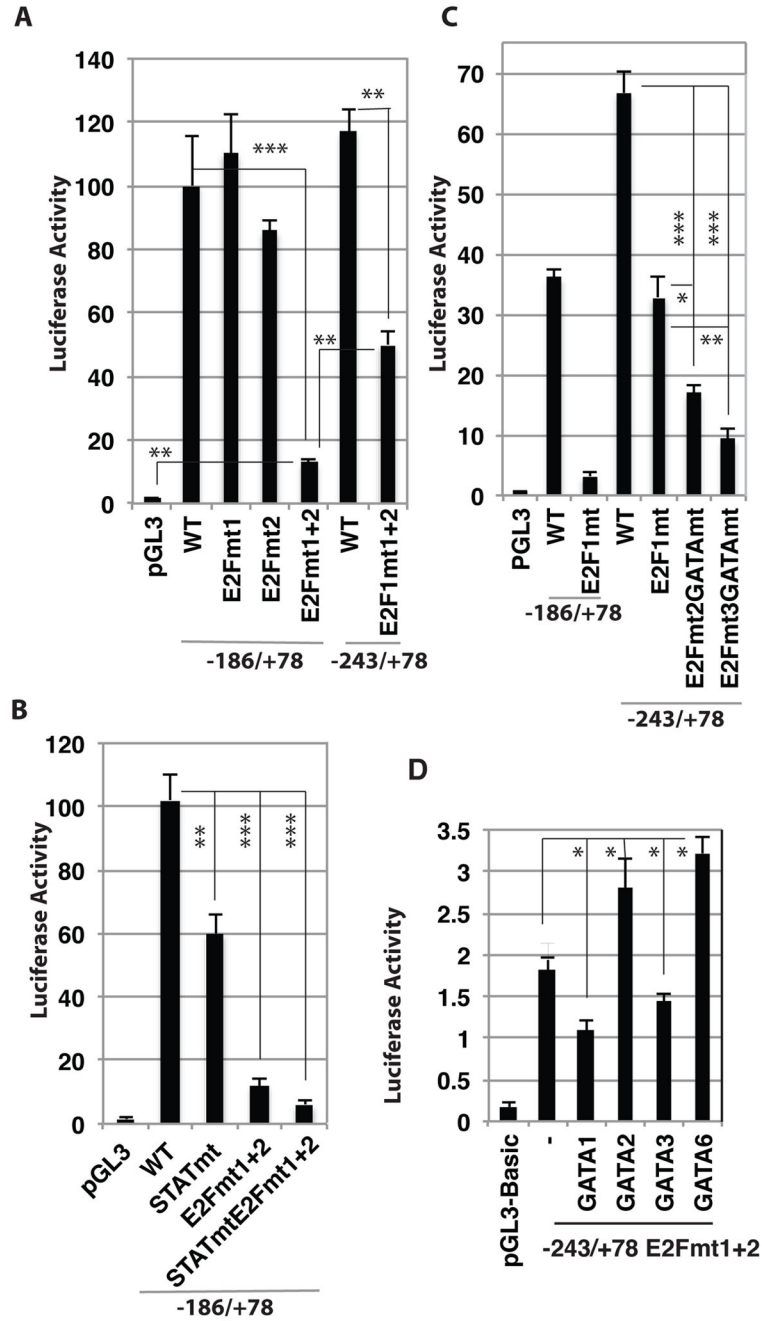 A
Luciferase Activity
140
120
100
80
60
40
20
0
**
***
**
**
pGL3
WT
E2Fmt1
E2Fmt2
E2Fmt1+2
WT
E2F1mt1+2
-186/+78
-243/+78
C
Luciferase Activity
70
60
50
40
30
20
10
0
***
***
*
**
PGL3
WT
E2F1mt
WT
E2F1mt
E2Fmt2GATAmt
E2Fmt3GATAmt
-186/+78
-243/+78
B
Luciferase Activity
120
100
80
60
40
20
0
**
***
***
pGL3
WT
STATmt
E2Fmt1+2
STATmtE2Fmt1+2
-186/+78
D
Luciferase Activity
3.5
3
2.5
2
1.5
1
0.5
0
* * * *
pGL3-Basic
-
GATA1
GATA2
GATA3
GATA6
-243/+78 E2Fmt1+2